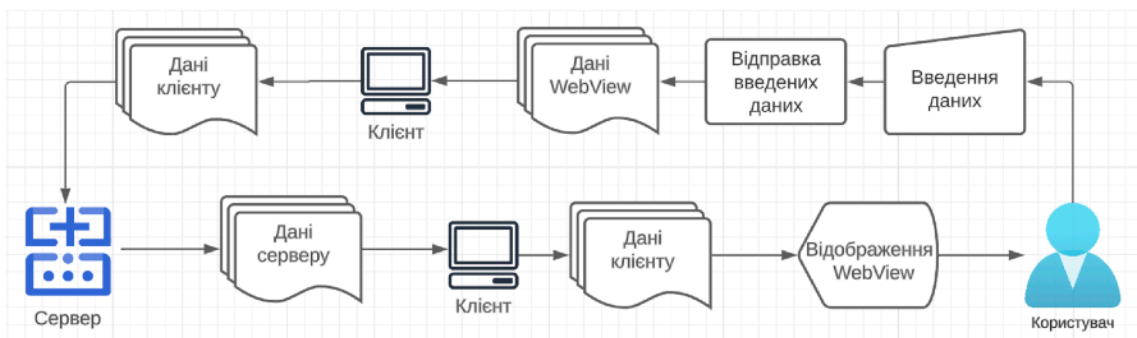 Дані
клієнту
Клієнт
Дані
WebView
Відправка
введених
даних
Введення
даних
Сервер
Дані
серверу
Клієнт
Дані
клієнту
Відображення
WebView
Користувач